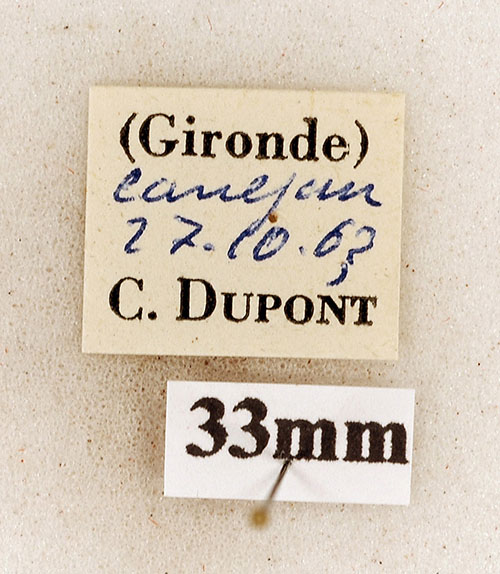 (Gironde)
canejan
27.10.63
C. DUPONT
33mm